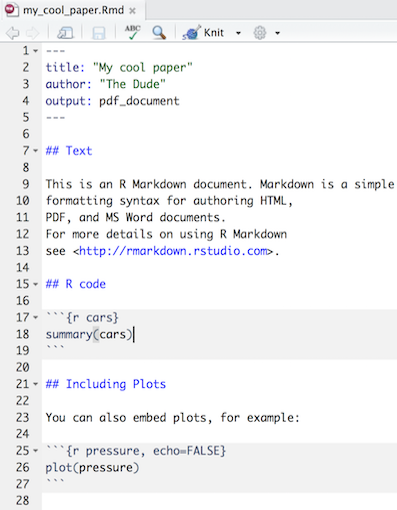 my_cool_paper.Rmd
ABC Knit
1 ---
2 title: "My cool paper"
3 author: "The Dude"
4 output: pdf_document
5 ---
6
7 ## Text
8
9 This is an R Markdown document. Markdown is a simple
10 formatting syntax for authoring HTML,
11 PDF, and MS Word documents.
12 For more details on using R Markdown
13 see <http://rmarkdown.rstudio.com>.
14
15 ## R code
16
17 ```{r cars}
18 summary(cars)
19 ```
20
21 ## Including Plots
22
23 You can also embed plots, for example:
24
25 ```{r pressure, echo=FALSE}
26 plot(pressure)
27 ```
28